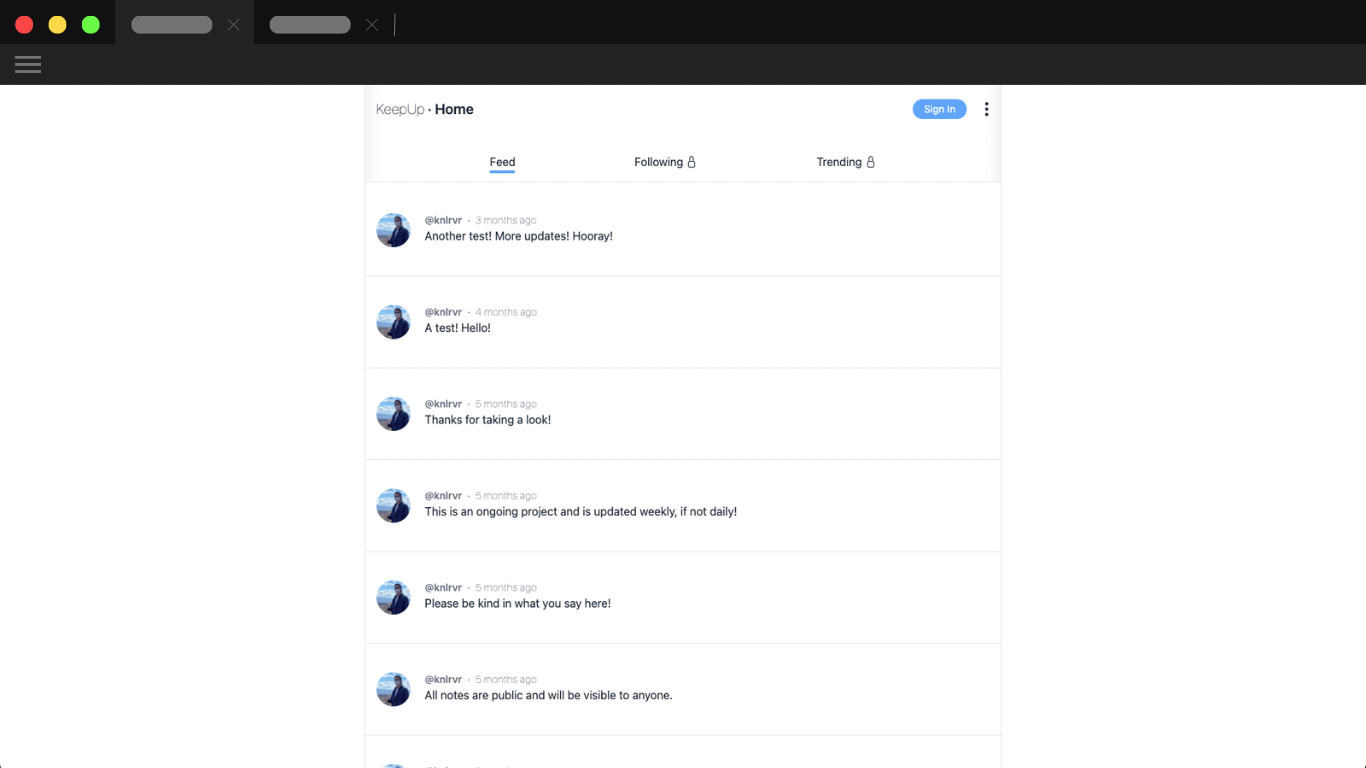 KeepUp · Home
Sign In
Feed
Following
Trending
@knlrvr · 3 months ago
Another test! More updates! Hooray!
@knlrvr · 4 months ago
A test! Hello!
@knlrvr · 5 months ago
Thanks for taking a look!
@knlrvr · 5 months ago
This is an ongoing project and is updated weekly, if not daily!
@knlrvr · 5 months ago
Please be kind in what you say here!
@knlrvr · 5 months ago
All notes are public and will be visible to anyone.